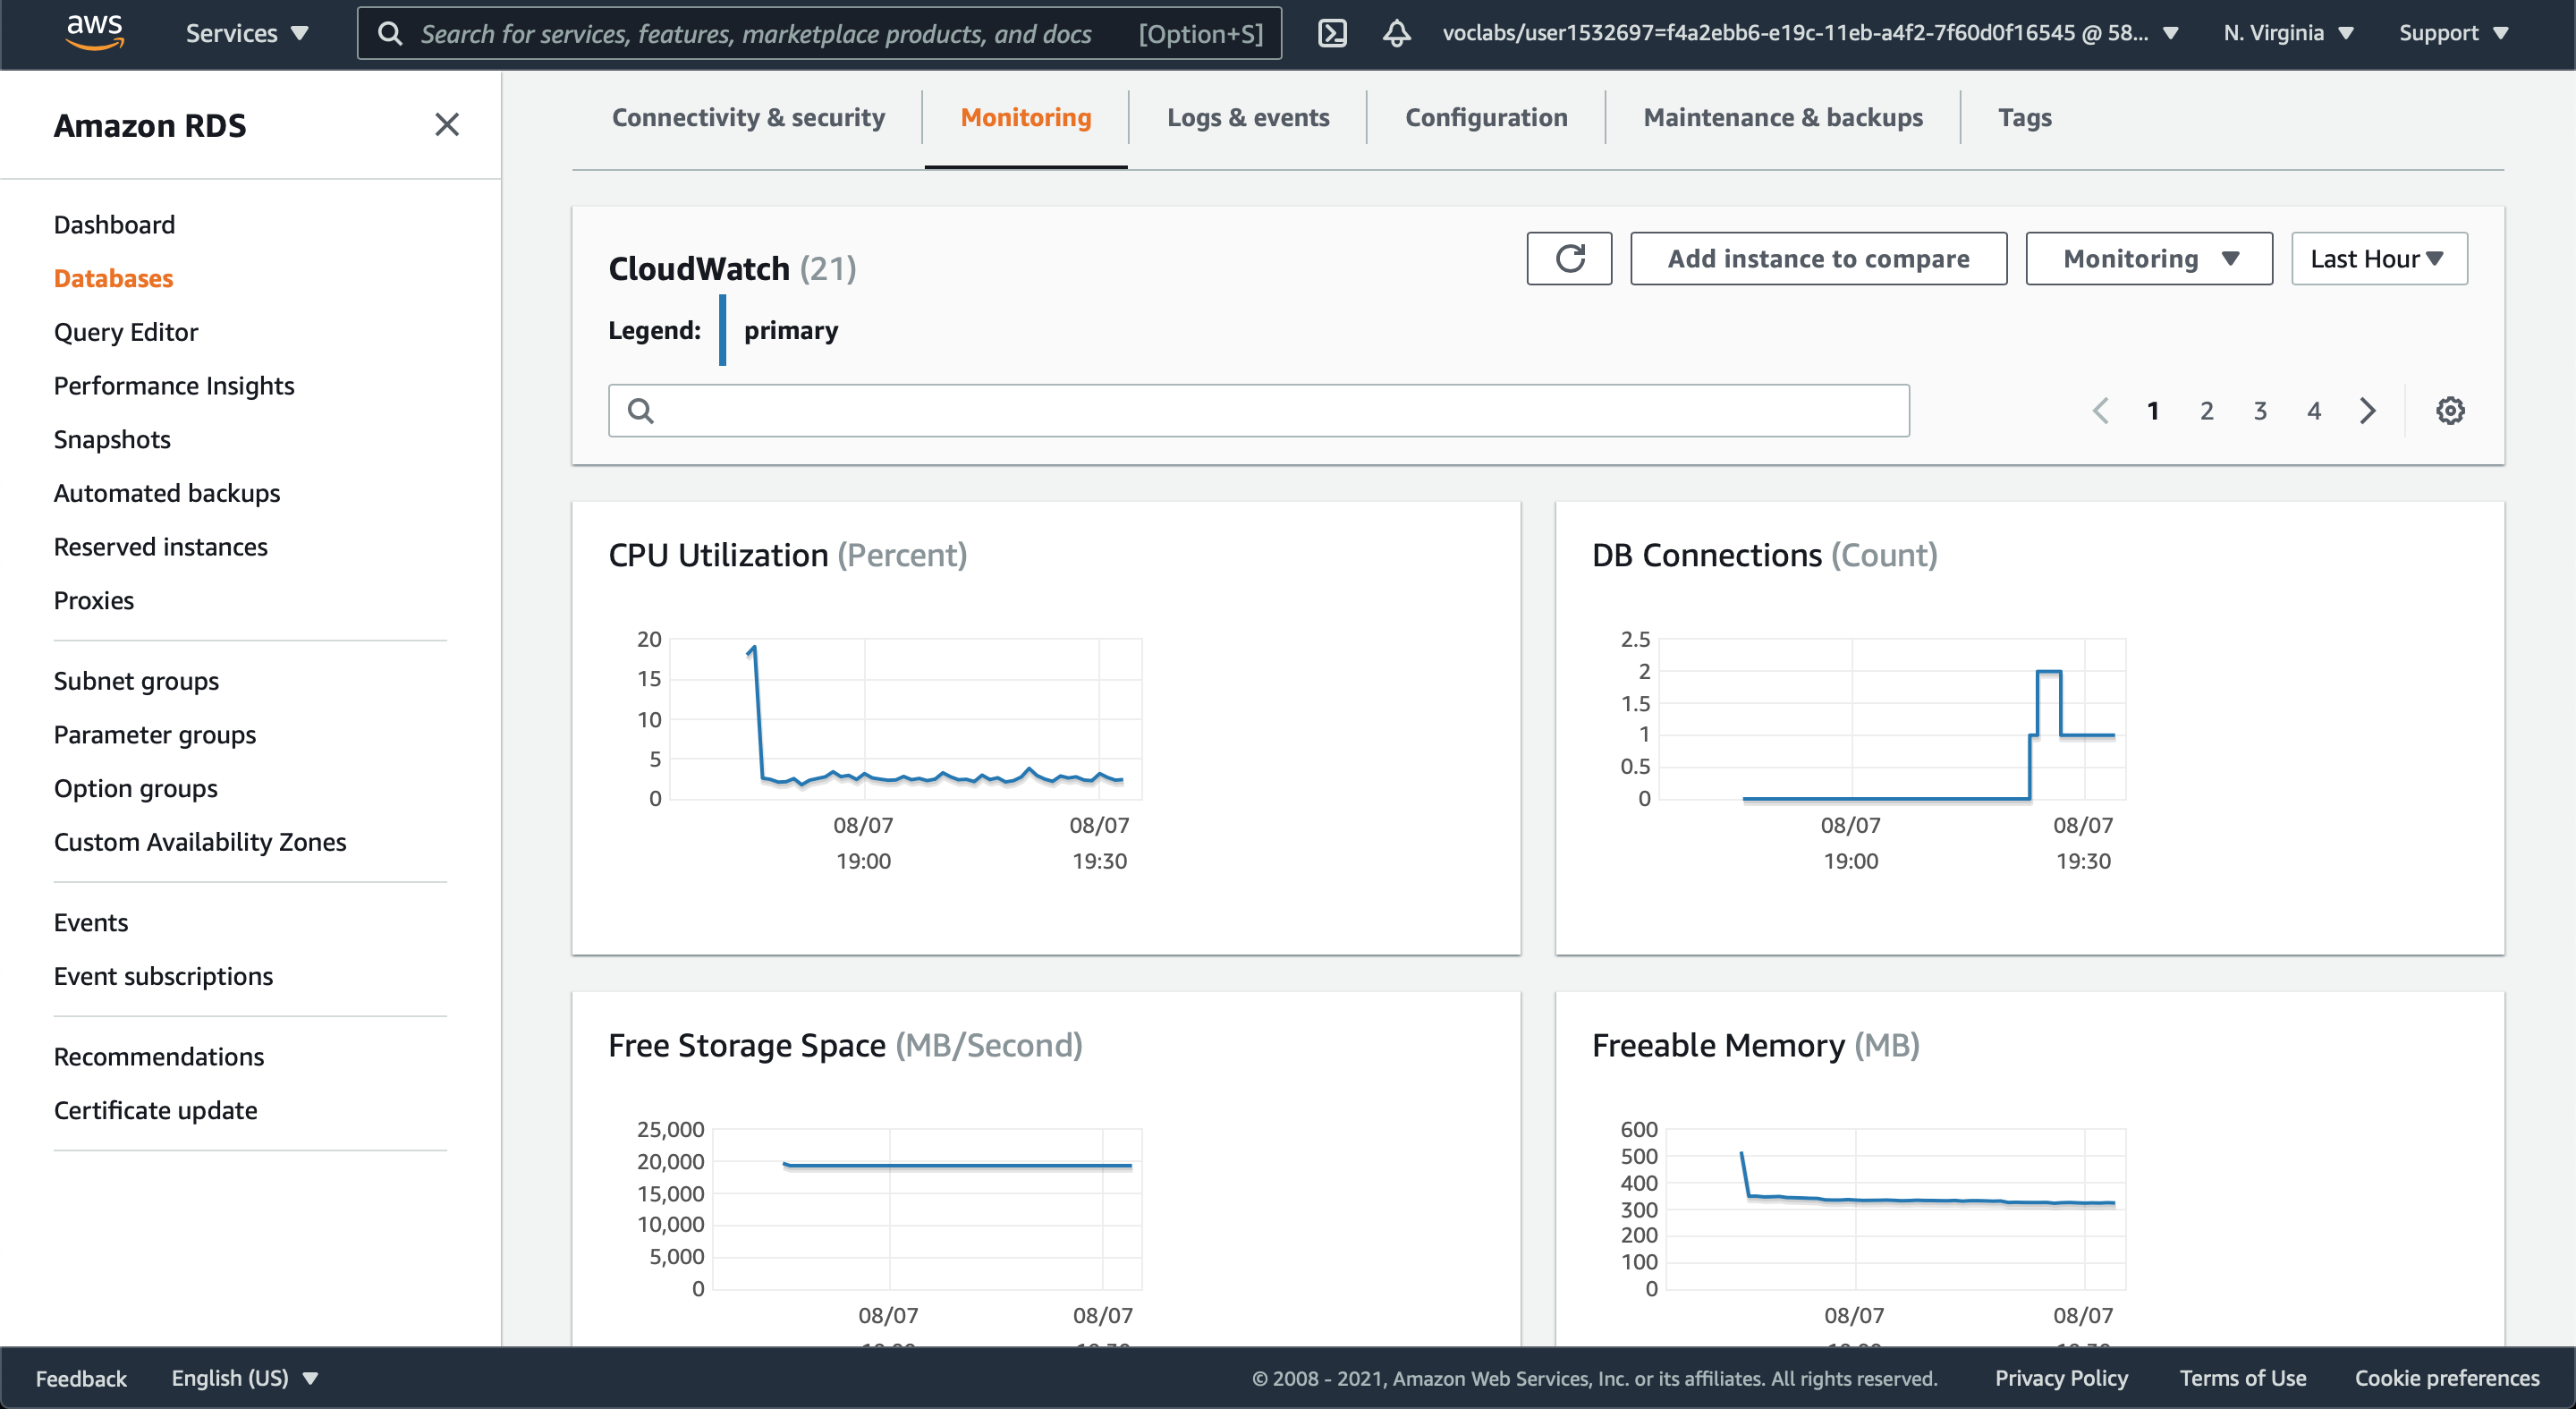 aws
Services
Search for services, features, marketplace products, and docs [Option+S]
voclabs/user1532697=f4a2ebb6-e19c-11eb-a4f2-7f60d0f16545 @ 58...
N. Virginia
Support
Amazon RDS
Dashboard
Databases
Query Editor
Performance Insights
Snapshots
Automated backups
Reserved instances
Proxies
Subnet groups
Parameter groups
Option groups
Custom Availability Zones
Events
Event subscriptions
Recommendations
Certificate update
Connectivity & security
Monitoring
Logs & events
Configuration
Maintenance & backups
Tags
CloudWatch (21)
Add instance to compare
Monitoring
Last Hour
Legend: primary
1 2 3 4
CPU Utilization (Percent)
20
15
10
5
0
08/07 08/07
19:00 19:30
DB Connections (Count)
2.5
2
1.5
1
0.5
0
08/07 08/07
19:00 19:30
Free Storage Space (MB/Second)
25,000
20,000
15,000
10,000
5,000
0
08/07 08/07
Freeable Memory (MB)
600
500
400
300
200
100
0
08/07 08/07
Feedback
English (US)
© 2008 - 2021, Amazon Web Services, Inc. or its affiliates. All rights reserved.
Privacy Policy
Terms of Use
Cookie preferences